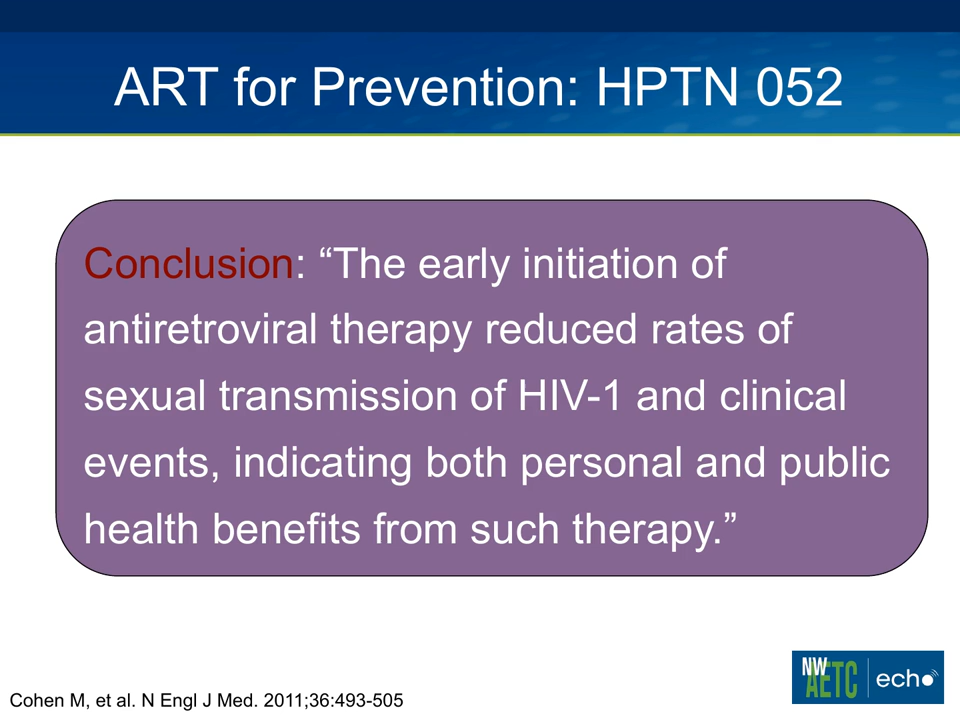 ART for Prevention: HPTN 052
Conclusion: “The early initiation of
antiretroviral therapy reduced rates of
sexual transmission of HIV-1 and clinical
events, indicating both personal and public
health benefits from such therapy.”
NW
AETC
echo
Cohen M, et al. N Engl J Med. 2011;36:493-505